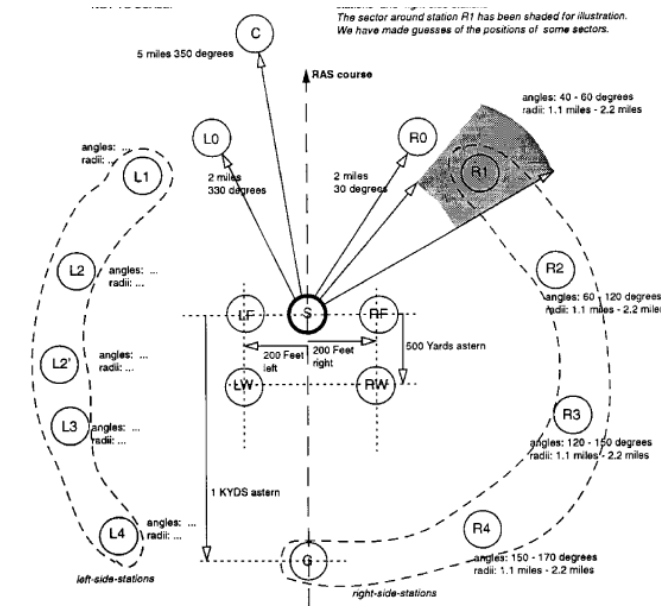 The sector around station R1 has been shaded for illustration.
We have made guesses of the positions of some sectors.
C
5 miles 350 degrees
RAS course
angles: 40 - 60 degrees
radii: 1.1 miles - 2.2 miles
L0
R0
angles: ...
radii: ...
L1
2 miles
330 degrees
2 miles
30 degrees
R1
L2
angles: ...
radii: ...
R2
angles: 60 - 120 degrees
radii: 1.1 miles - 2.2 miles
LF
S
RF
200 Feet
left
200 Feet
right
500 Yards astern
L2'
angles: ...
radii: ...
LW
RW
L3
angles: ...
radii: ...
R3
angles: 120 - 150 degrees
radii: 1.1 miles - 2.2 miles
1 KYDS astern
L4
angles: ...
radii: ...
R4
G
angles: 150 - 170 degrees
radii: 1.1 miles - 2.2 miles
left-side-stations
right-side-stations